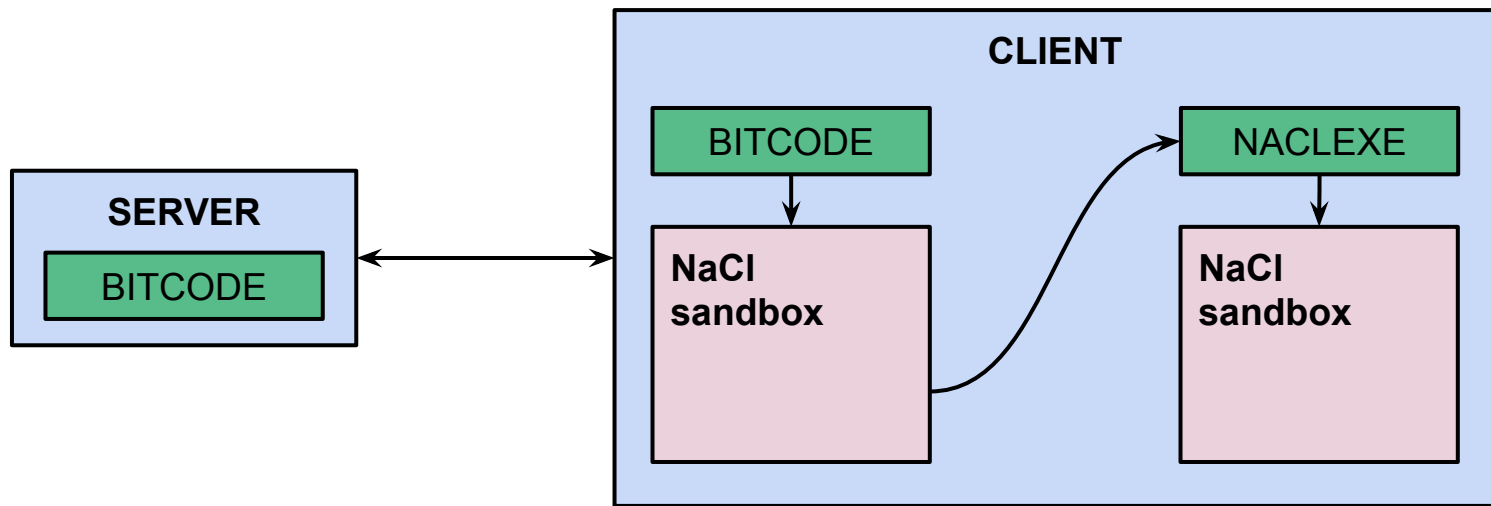 SERVER
BITCODE
CLIENT
BITCODE
NaCl
sandbox
NACLEXE
NaCl
sandbox